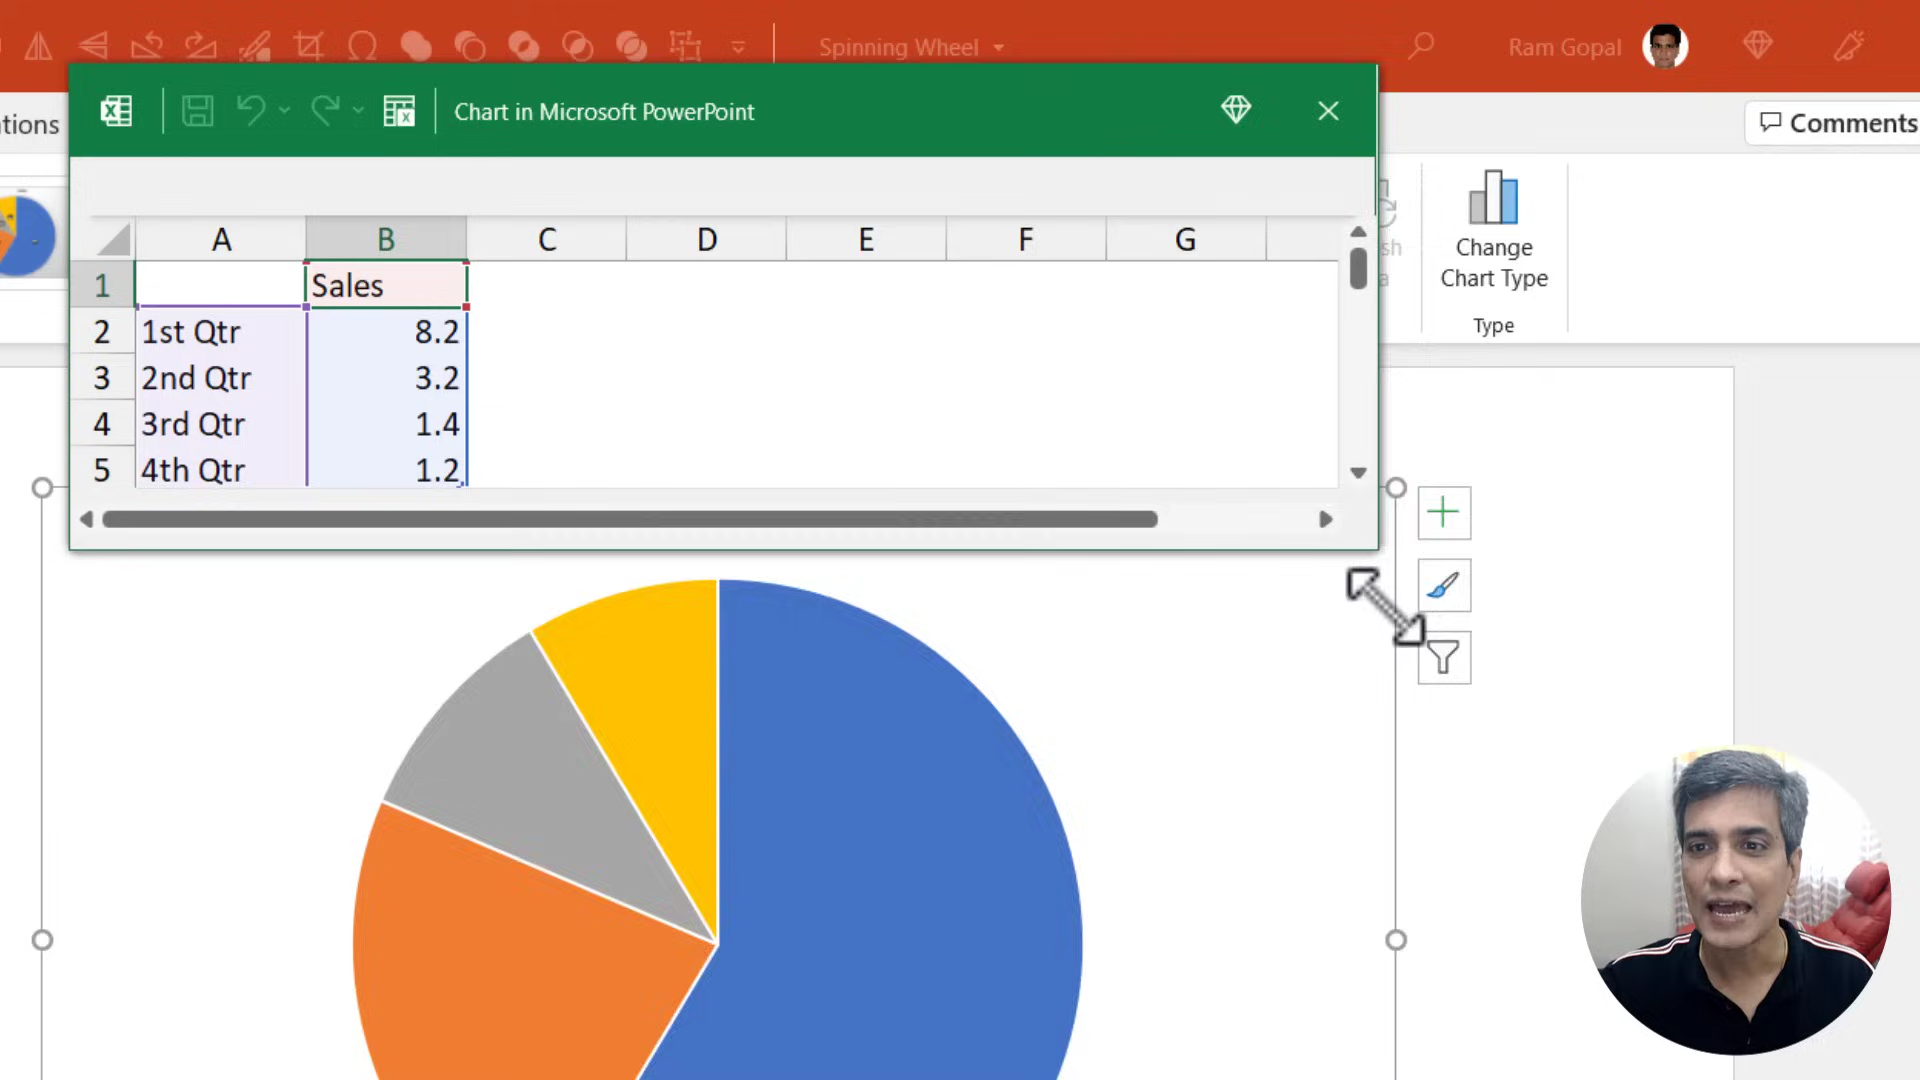 Spinning Wheel
Ram Gopal
Chart in Microsoft PowerPoint
tions
Comments
A B C D E F G
1 Sales
2 1st Qtr 8.2
3 2nd Qtr 3.2
4 3rd Qtr 1.4
5 4th Qtr 1.2
sh
a
Change
Chart Type
Type